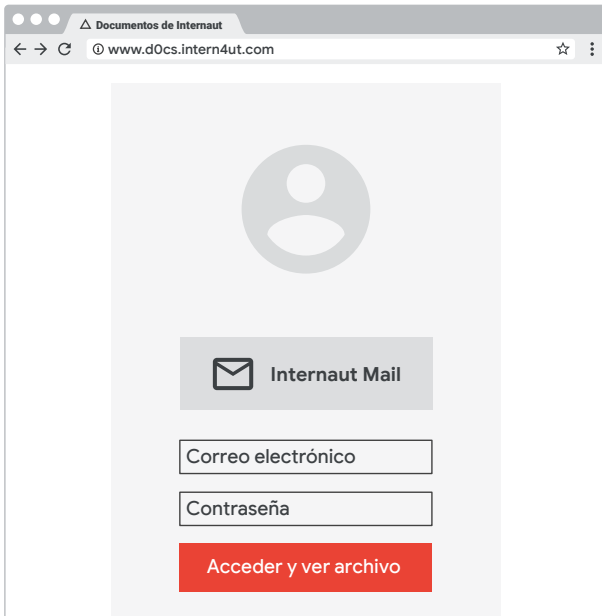 Documentos de Internaut
www.d0cs.intern4ut.com
Internaut Mail
Correo electrónico
Contraseña
Acceder y ver archivo